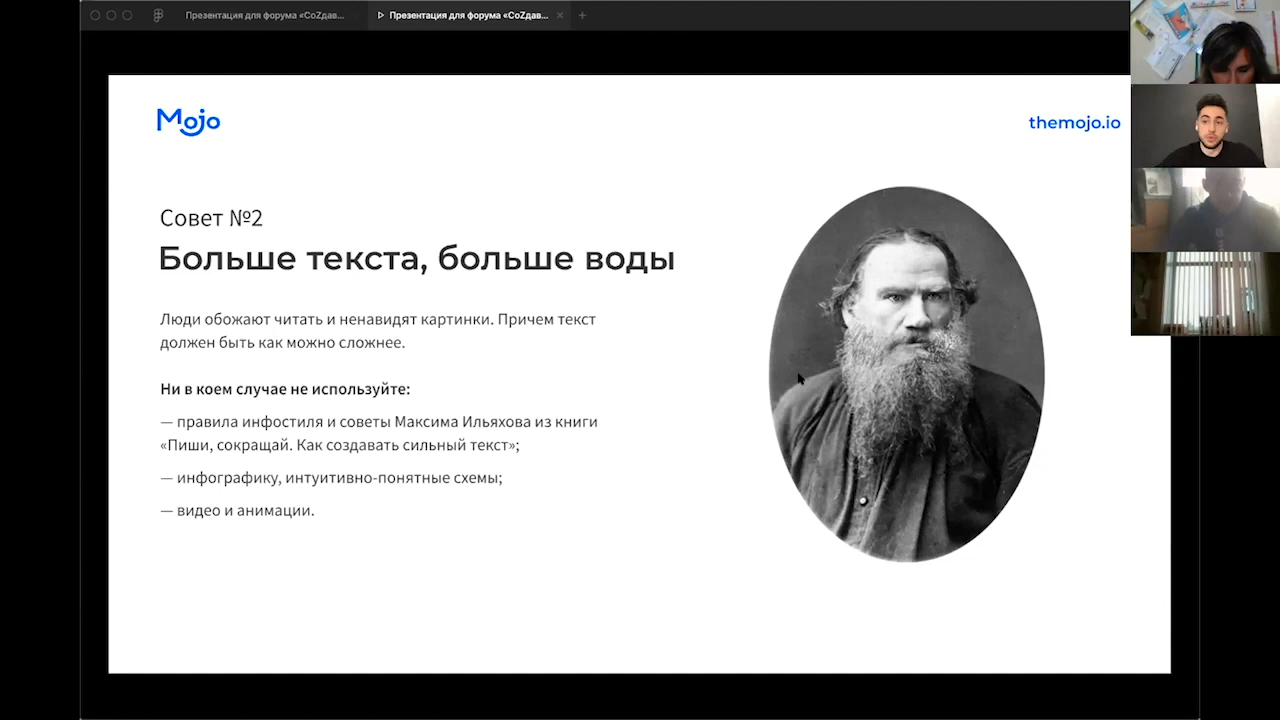 Презентация для форума «CoZдав...
Презентация для форума «CoZдав...
Mojo
themojo.io
Совет №2
Больше текста, больше воды
Люди обожают читать и ненавидят картинки. Причем текст
должен быть как можно сложнее.
Ни в коем случае не используйте:
— правила инфостиля и советы Максима Ильяхова из книги
«Пиши, сокращай. Как создавать сильный текст»;
— инфографику, интуитивно-понятные схемы;
— видео и анимации.